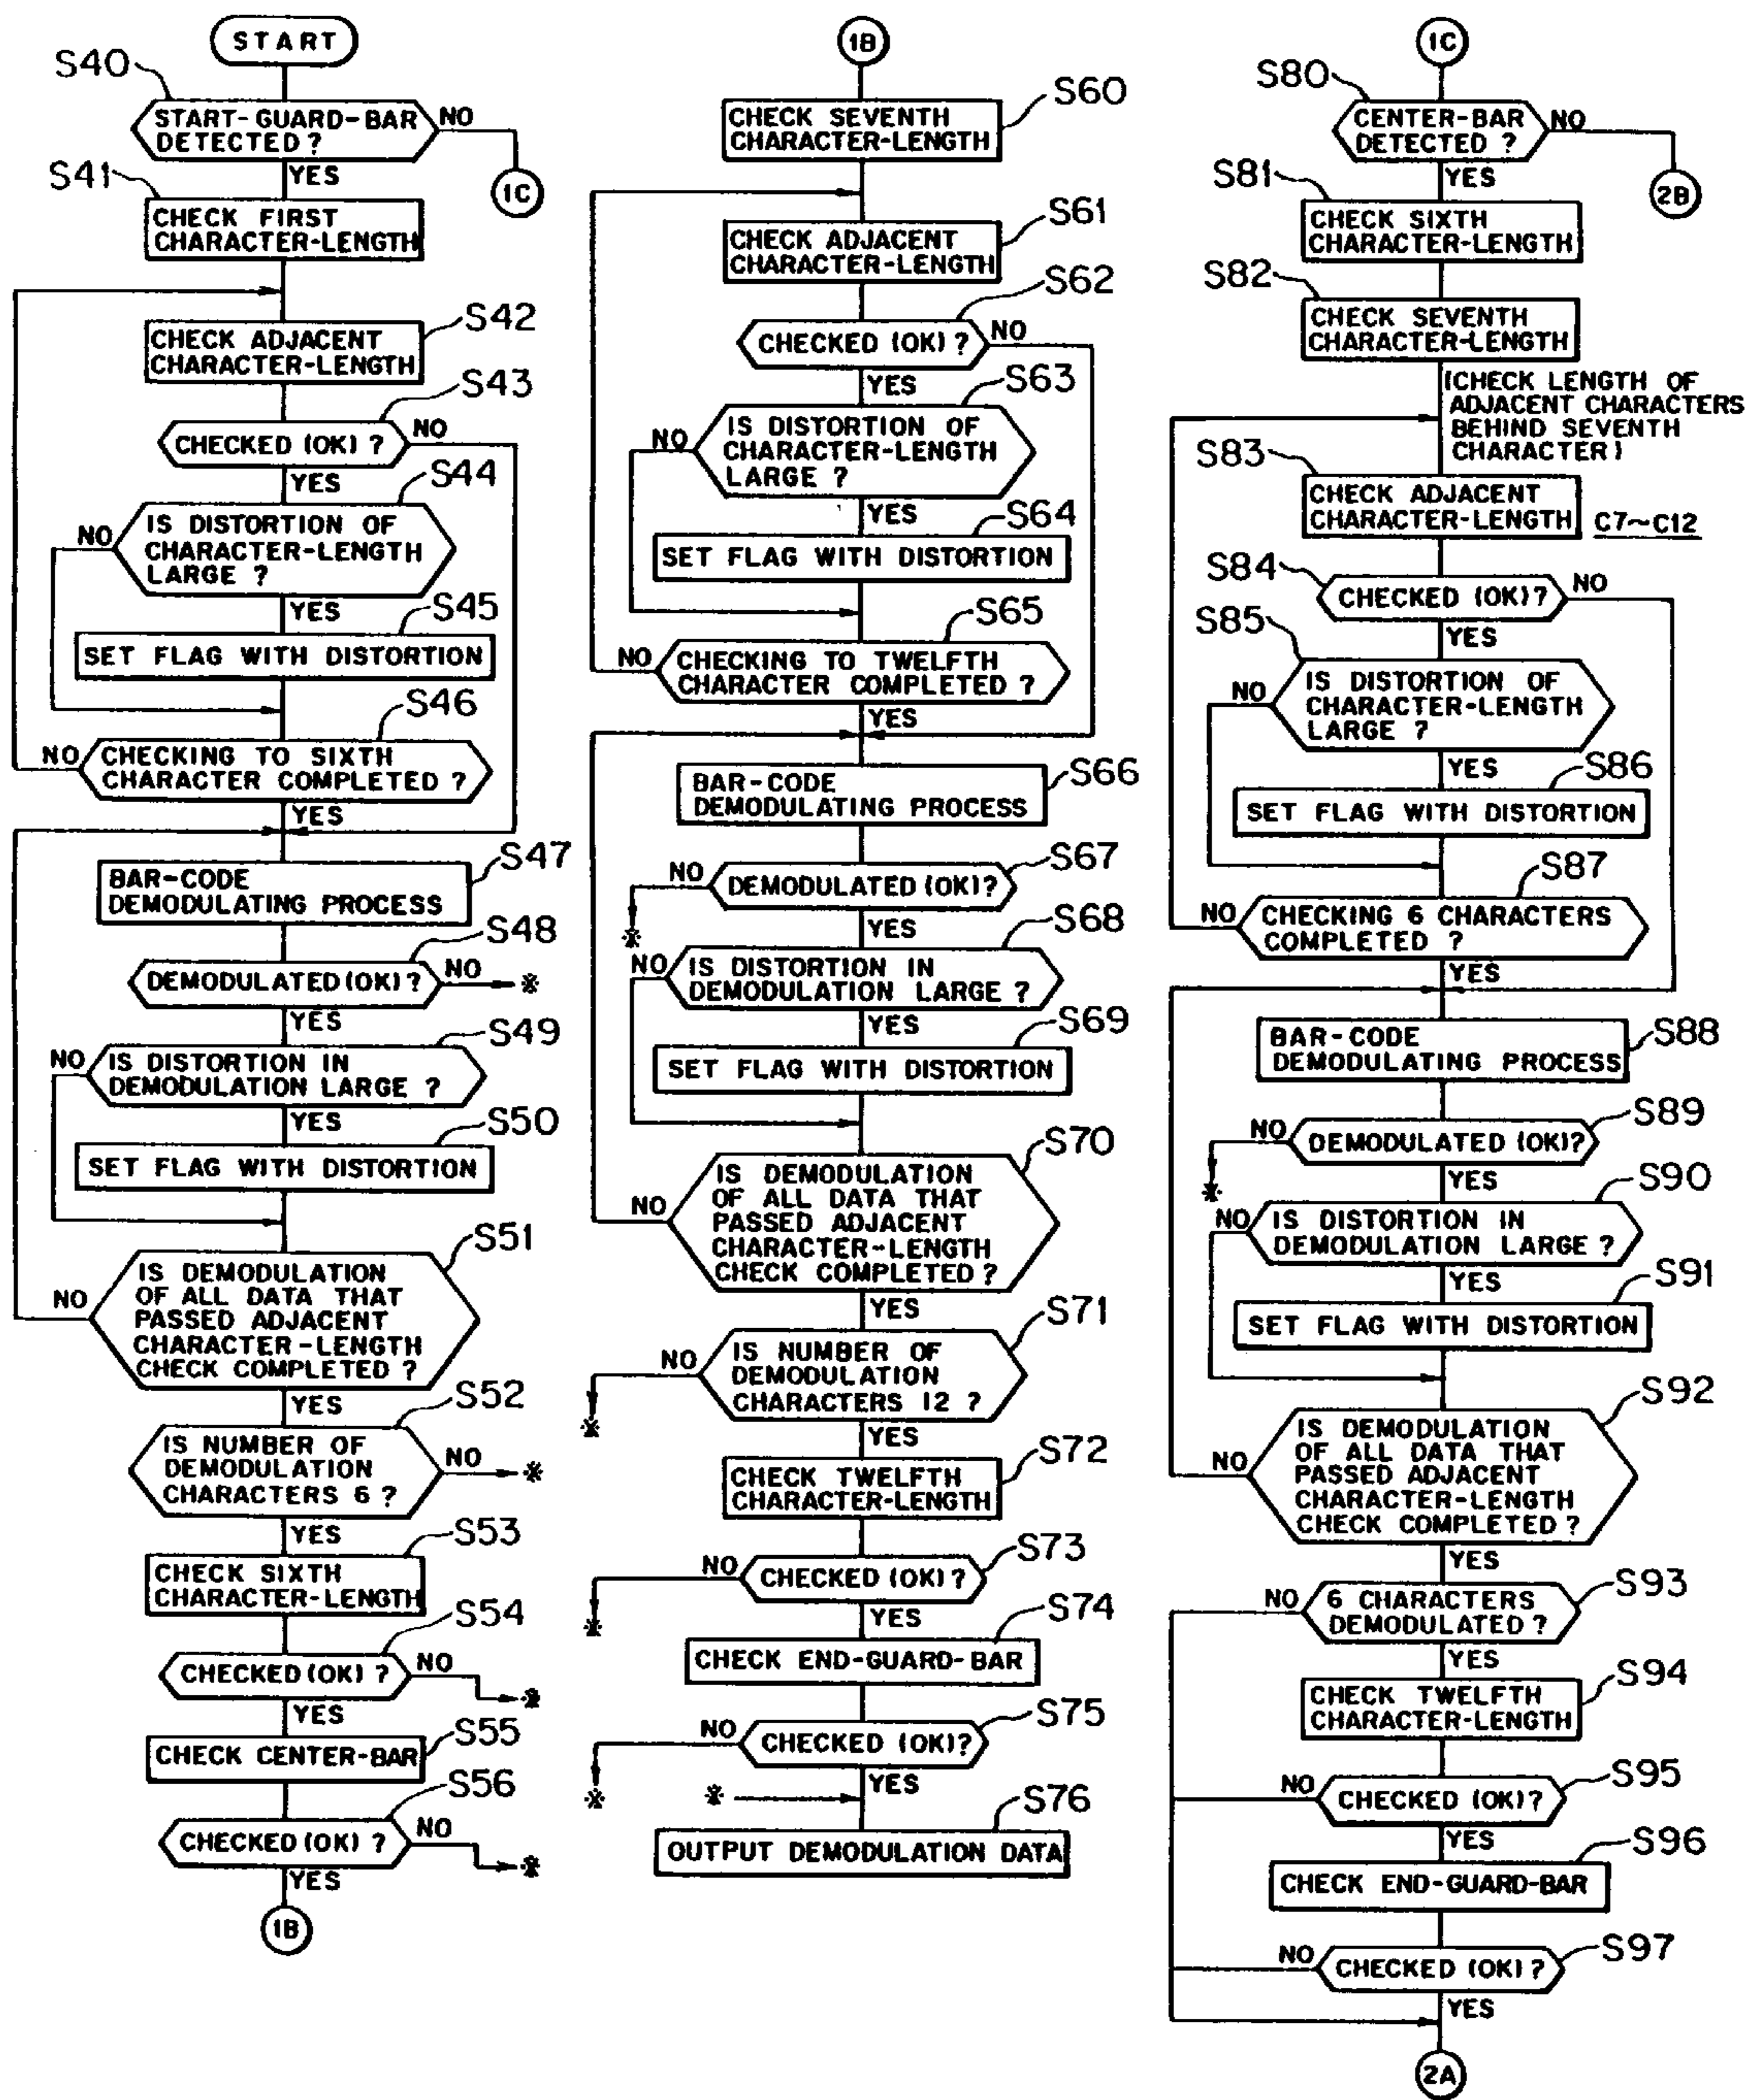 START
S40
START-GUARD-BAR
DETECTED ?
NO
1C
YES
S41
CHECK FIRST
CHARACTER-LENGTH
S42
CHECK ADJACENT
CHARACTER-LENGTH
S43
CHECKED (OK) ?
NO
YES
S44
IS DISTORTION OF
CHARACTER-LENGTH
LARGE ?
NO
YES
S45
SET FLAG WITH DISTORTION
S46
CHECKING TO SIXTH
CHARACTER COMPLETED ?
NO
YES
S47
BAR-CODE
DEMODULATING PROCESS
S48
DEMODULATED (OK) ?
NO
*
YES
S49
IS DISTORTION IN
DEMODULATION LARGE ?
NO
YES
S50
SET FLAG WITH DISTORTION
S51
IS DEMODULATION
OF ALL DATA THAT
PASSED ADJACENT
CHARACTER-LENGTH
CHECK COMPLETED ?
NO
YES
S52
IS NUMBER OF
DEMODULATION
CHARACTERS 6 ?
NO
*
YES
S53
CHECK SIXTH
CHARACTER-LENGTH
S54
CHECKED (OK) ?
NO
*
YES
S55
CHECK CENTER-BAR
S56
CHECKED (OK) ?
NO
*
YES
1B
1B
S60
CHECK SEVENTH
CHARACTER-LENGTH
S61
CHECK ADJACENT
CHARACTER-LENGTH
S62
CHECKED (OK) ?
NO
YES
S63
IS DISTORTION OF
CHARACTER-LENGTH
LARGE ?
NO
YES
S64
SET FLAG WITH DISTORTION
S65
CHECKING TO TWELFTH
CHARACTER COMPLETED ?
NO
YES
S66
BAR-CODE
DEMODULATING PROCESS
S67
DEMODULATED (OK)?
NO
*
YES
S68
IS DISTORTION IN
DEMODULATION LARGE ?
NO
YES
S69
SET FLAG WITH DISTORTION
S70
IS DEMODULATION
OF ALL DATA THAT
PASSED ADJACENT
CHARACTER-LENGTH
CHECK COMPLETED ?
NO
YES
S71
IS NUMBER OF
DEMODULATION
CHARACTERS 12 ?
NO
*
YES
S72
CHECK TWELFTH
CHARACTER-LENGTH
S73
CHECKED (OK) ?
NO
*
YES
S74
CHECK END-GUARD-BAR
S75
CHECKED (OK)?
NO
*
YES
*
S76
OUTPUT DEMODULATION DATA
1C
S80
CENTER-BAR
DETECTED ?
NO
2B
YES
S81
CHECK SIXTH
CHARACTER-LENGTH
S82
CHECK SEVENTH
CHARACTER-LENGTH
(CHECK LENGTH OF
ADJACENT CHARACTERS
BEHIND SEVENTH
CHARACTER)
S83
CHECK ADJACENT
CHARACTER-LENGTH
C7~C12
S84
CHECKED (OK)?
NO
YES
S85
IS DISTORTION OF
CHARACTER-LENGTH
LARGE ?
NO
YES
S86
SET FLAG WITH DISTORTION
S87
CHECKING 6 CHARACTERS
COMPLETED ?
NO
YES
S88
BAR-CODE
DEMODULATING PROCESS
S89
DEMODULATED (OK)?
NO
*
YES
S90
IS DISTORTION IN
DEMODULATION LARGE ?
NO
YES
S91
SET FLAG WITH DISTORTION
S92
IS DEMODULATION
OF ALL DATA THAT
PASSED ADJACENT
CHARACTER-LENGTH
CHECK COMPLETED ?
NO
YES
S93
6 CHARACTERS
DEMODULATED ?
NO
YES
S94
CHECK TWELFTH
CHARACTER-LENGTH
S95
CHECKED (OK)?
NO
YES
S96
CHECK END-GUARD-BAR
S97
CHECKED (OK) ?
NO
YES
2A